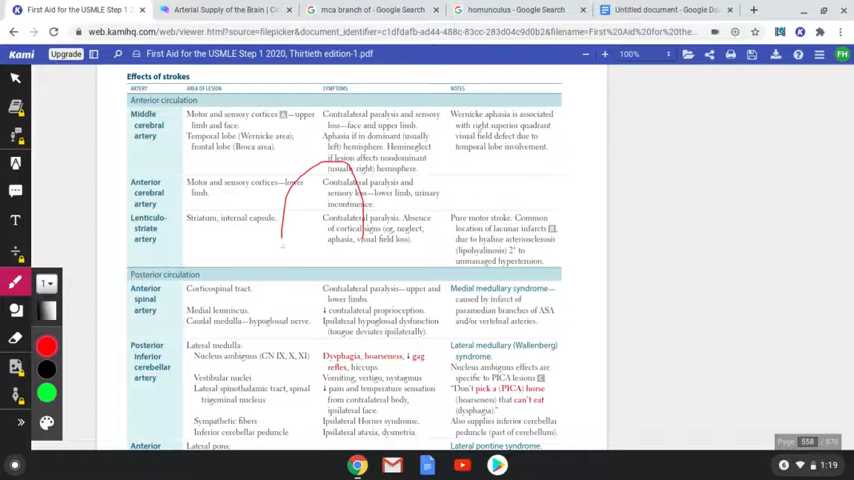 Kami Web View
Arterial Supply of the Brain | C
mca branch of - Google Search
homunculus - Google Search
Untitled document - Google Do
web.kamihq.com/web/viewer.html?source=filepicker&document_identifier=c1dfdafb-ad44-488c-83cc-03d4c9d0c0b2&filename=First%20Aid%20for%20the...
Upgrade
First Aid for the USMLE Step 1 2020, Thirtieth edition-1.pdf
100%
FH
Effects of strokes
ARTERY AREA OF LESION SYMPTOMS NOTES
Anterior circulation
Middle Motor and sensory cortices A—upper Contralateral paralysis and sensory Wernicke aphasia is associated
cerebral limb and face. loss—face and upper limb. with right superior quadrant
artery Temporal lobe (Wernicke area); Aphasia if in dominant (usually visual field defect due to
frontal lobe (Broca area). left) hemisphere. Hemineglect temporal lobe involvement.
if lesion affects nondominant
(usually right) hemisphere.
Anterior Motor and sensory cortices—lower Contralateral paralysis and
cerebral limb. sensory loss—lower limb, urinary
artery incontinence.
Lenticulo- Striatum, internal capsule. Contralateral paralysis. Absence Pure motor stroke. Common
striate of cortical signs (eg, neglect, location of lacunar infarcts B,
artery aphasia, visual field loss). due to hyaline arteriosclerosis
(lipohyalinosis) 2° to
unmanaged hypertension.
Posterior circulation
Anterior Corticospinal tract. Contralateral paralysis—upper and Medial medullary syndrome—
spinal lower limbs. caused by infarct of
artery Medial lemniscus. ↓ contralateral proprioception. paramedian branches of ASA
Caudal medulla—hypoglossal nerve. Ipsilateral hypoglossal dysfunction and/or vertebral arteries.
(tongue deviates ipsilaterally).
Posterior Lateral medulla: Lateral medullary (Wallenberg)
inferior Nucleus ambiguus (CN IX, X, XI) Dysphagia, hoarseness, ↓ gag syndrome.
cerebellar reflex, hiccups. Nucleus ambiguus effects are
artery Vestibular nuclei Vomiting, vertigo, nystagmus specific to PICA lesions C
Lateral spinothalamic tract, spinal ↓ pain and temperature sensation “Don’t pick a (PICA) horse
trigeminal nucleus from contralateral body, (hoarseness) that can’t eat
ipsilateral face. (dysphagia).”
Sympathetic fibers Ipsilateral Horner syndrome. Also supplies inferior cerebellar
Inferior cerebellar peduncle Ipsilateral ataxia, dysmetria. peduncle (part of cerebellum).
Anterior Lateral pons: Lateral pontine syndrome.
Page 558 / 876
1:19